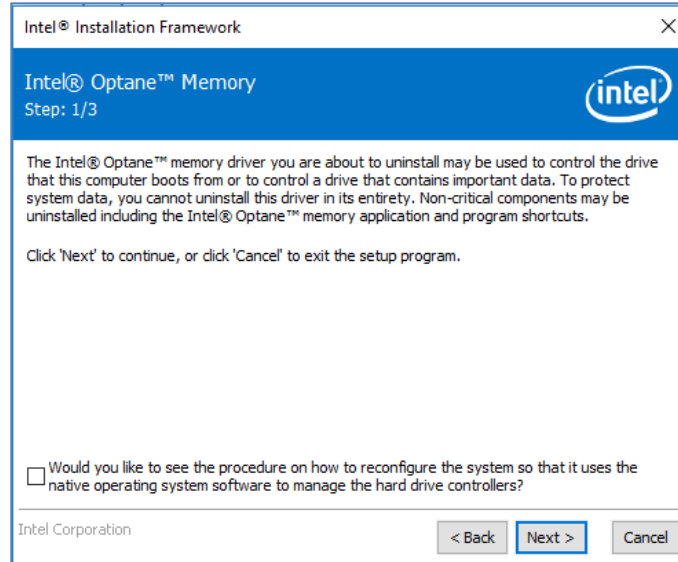 Intel® Installation Framework
Intel® Optane™ Memory
Step: 1/3
intel
The Intel® Optane™ memory driver you are about to uninstall may be used to control the drive
that this computer boots from or to control a drive that contains important data. To protect
system data, you cannot uninstall this driver in its entirety. Non-critical components may be
uninstalled including the Intel® Optane™ memory application and program shortcuts.
Click 'Next' to continue, or click 'Cancel' to exit the setup program.
Would you like to see the procedure on how to reconfigure the system so that it uses the
native operating system software to manage the hard drive controllers?
Intel Corporation
< Back Next > Cancel